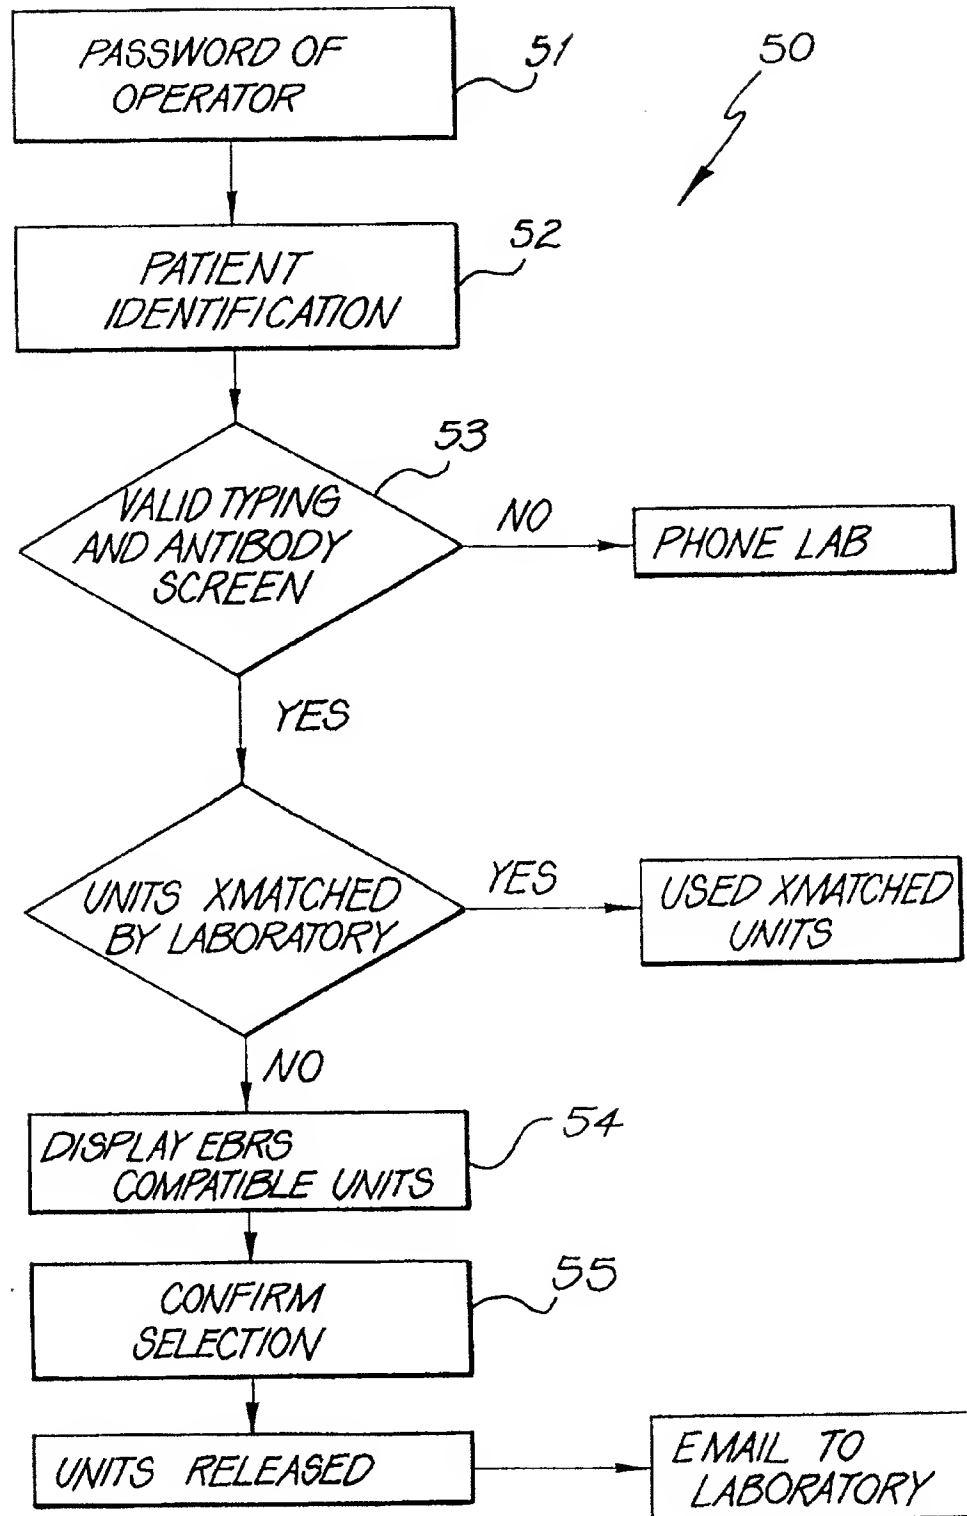 PASSWORD OF
OPERATOR
51
50
PATIENT
IDENTIFICATION
52
VALID TYPING
AND ANTIBODY
SCREEN
53
NO
PHONE LAB
YES
UNITS XMATCHED
BY LABORATORY
YES
USED XMATCHED
UNITS
NO
DISPLAY EBRS
COMPATIBLE UNITS
54
CONFIRM
SELECTION
55
UNITS RELEASED
EMAIL TO
LABORATORY